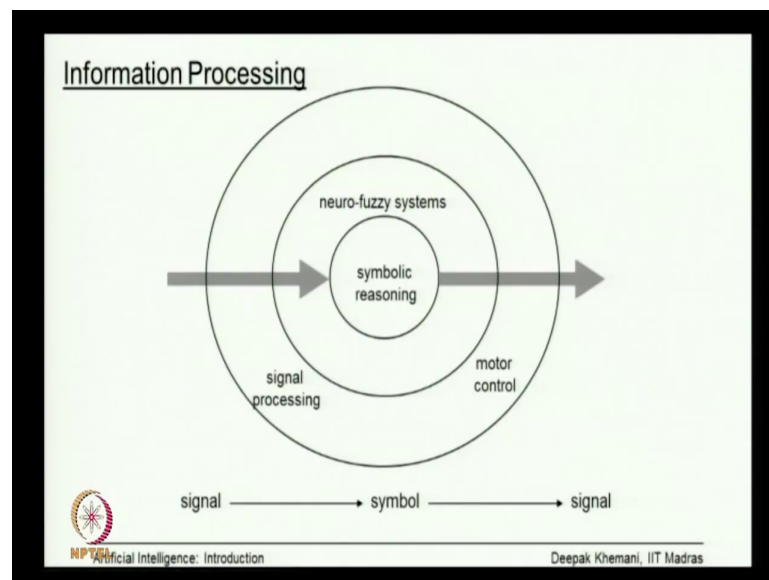 Information Processing
neuro-fuzzy systems
symbolic
reasoning
signal
processing
motor
control
signal
symbol
signal
NPTEL
Artificial Intelligence: Introduction
Deepak Khemani, IIT Madras